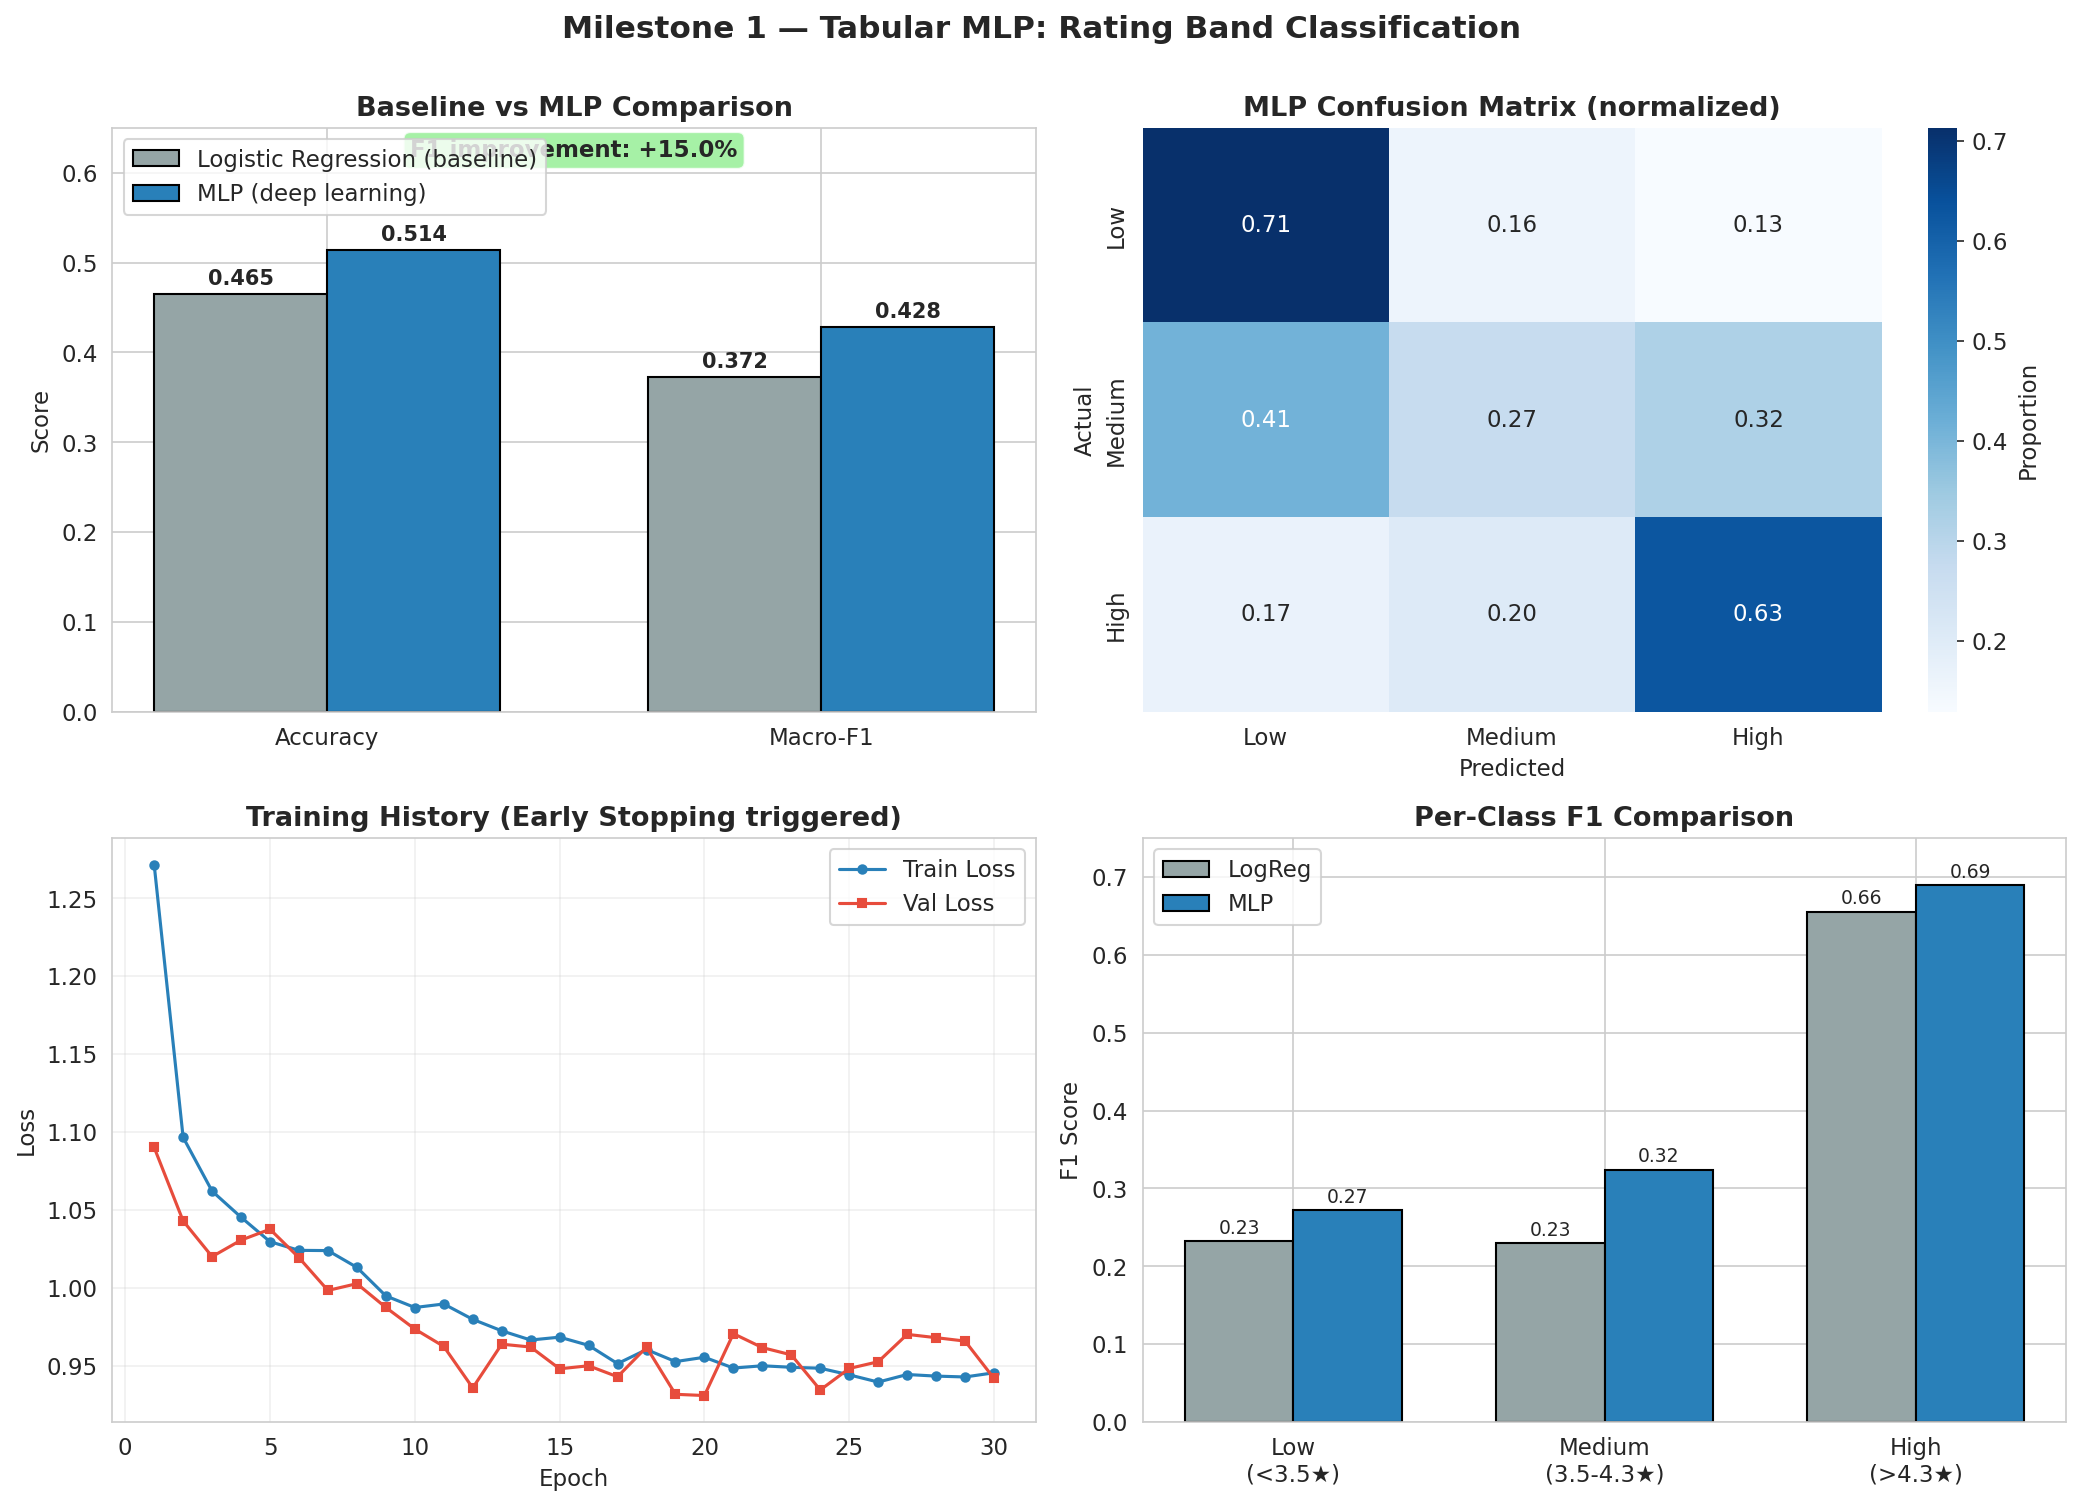 Milestone 1 — Tabular MLP: Rating Band Classification
Baseline vs MLP Comparison
F1 improvement: +15.0%
Logistic Regression (baseline)
MLP (deep learning)
0.465
0.514
0.372
0.428
Score
0.6
0.5
0.4
0.3
0.2
0.1
0.0
Accuracy
Macro-F1
MLP Confusion Matrix (normalized)
Actual
Low
Medium
High
0.71 0.16 0.13
0.41 0.27 0.32
0.17 0.20 0.63
Low Medium High
Predicted
0.7
0.6
0.5
0.4
0.3
0.2
Proportion
Training History (Early Stopping triggered)
Train Loss
Val Loss
Loss
1.25
1.20
1.15
1.10
1.05
1.00
0.95
0 5 10 15 20 25 30
Epoch
Per-Class F1 Comparison
LogReg
MLP
F1 Score
0.7
0.6
0.5
0.4
0.3
0.2
0.1
0.0
0.23
0.27
0.23
0.32
0.66
0.69
Low
(<3.5★)
Medium
(3.5-4.3★)
High
(>4.3★)